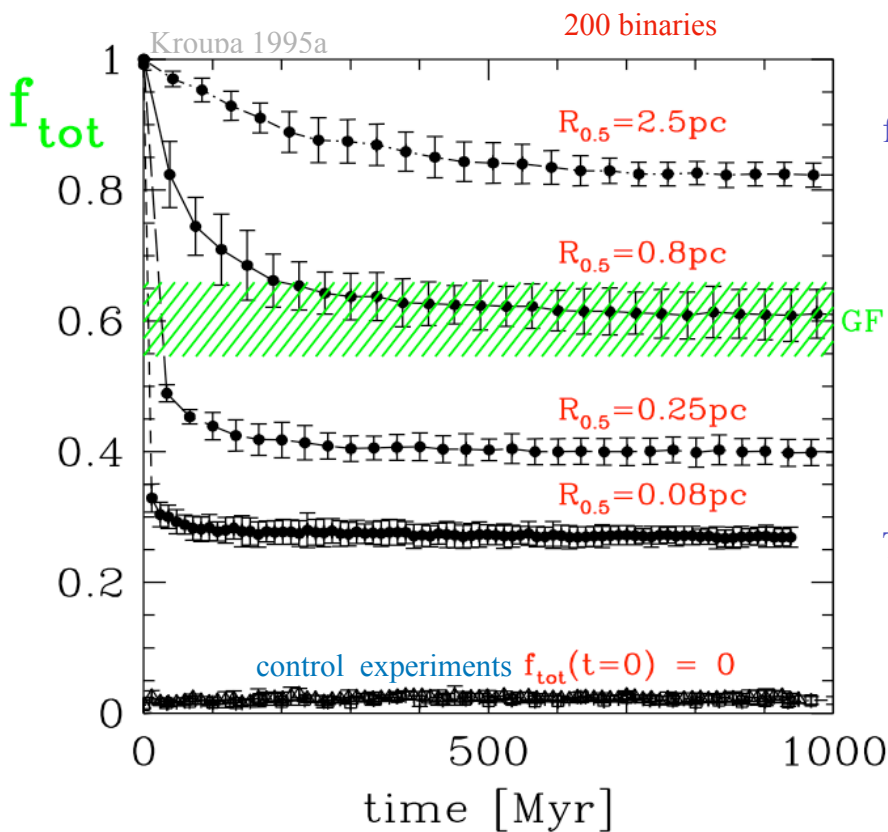 Kroupa 1995a
200 binaries
f_tot
R_0.5=2.5pc
R_0.8=0.8pc
GF
R_0.5=0.25pc
R_0.5=0.08pc
control experiments f_tot(t=0) = 0
1
0.8
0.6
0.4
0.2
0
0
500
1000
time [Myr]